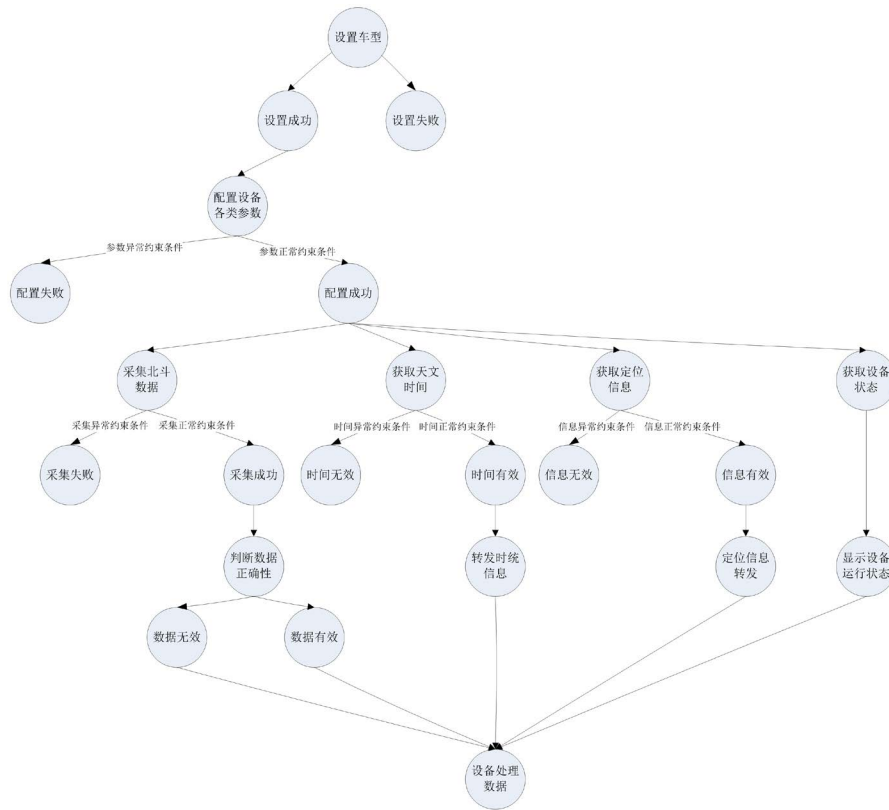 设置车型
设置成功
设置失败
配置设备
各类参数
参数异常约束条件
参数正常约束条件
配置失败
配置成功
采集北斗
数据
获取天文
时间
获取定位
信息
获取设备
状态
采集异常约束条件
采集正常约束条件
时间异常约束条件
时间正常约束条件
信息异常约束条件
信息正常约束条件
采集失败
采集成功
时间无效
时间有效
信息无效
信息有效
判断数据
正确性
转发时统
信息
定位信息
转发
显示设备
运行状态
数据无效
数据有效
设备处理
数据